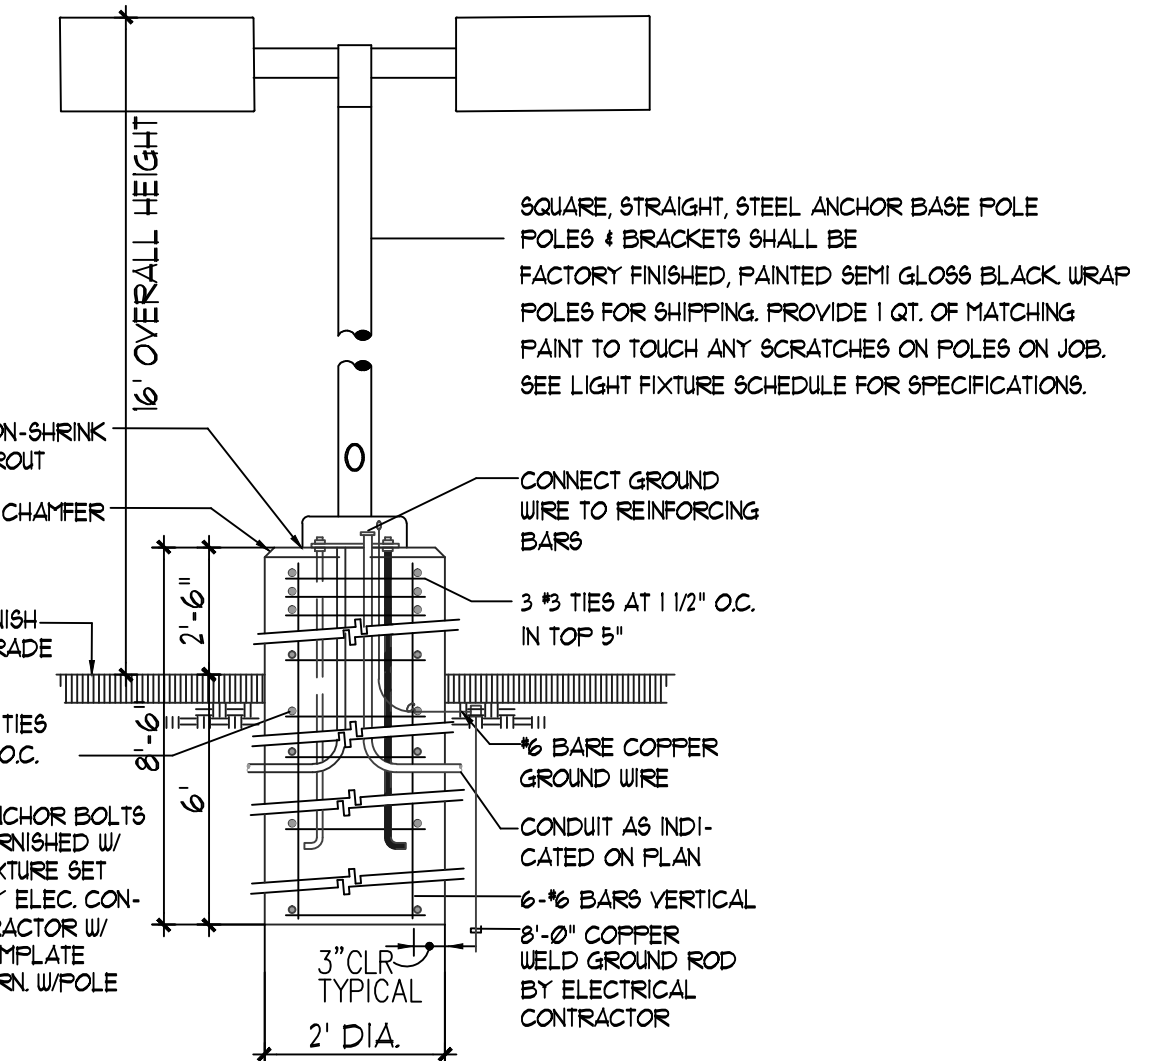 16' OVERALL HEIGHT
SQUARE, STRAIGHT, STEEL ANCHOR BASE POLE
POLES & BRACKETS SHALL BE
FACTORY FINISHED, PAINTED SEMI GLOSS BLACK. WRAP
POLES FOR SHIPPING. PROVIDE 1 QT. OF MATCHING
PAINT TO TOUCH ANY SCRATCHES ON POLES ON JOB.
SEE LIGHT FIXTURE SCHEDULE FOR SPECIFICATIONS.
ON-SHRINK
ROUT
CHAMFER
CONNECT GROUND
WIRE TO REINFORCING
BARS
2'-6"
3 #3 TIES AT 1 1/2" O.C.
IN TOP 5"
NISH
RADE
TIES
O.C.
8'-6"
6'
#6 BARE COPPER
GROUND WIRE
NCHOR BOLTS
RNISHED W/
XTURE SET
Y ELEC. CON-
RACTOR W/
EMPLATE
RN. W/POLE
CONDUIT AS INDI-
CATED ON PLAN
6-#6 BARS VERTICAL
8'-0" COPPER
WELD GROUND ROD
BY ELECTRICAL
CONTRACTOR
3" CLR
TYPICAL
2' DIA.